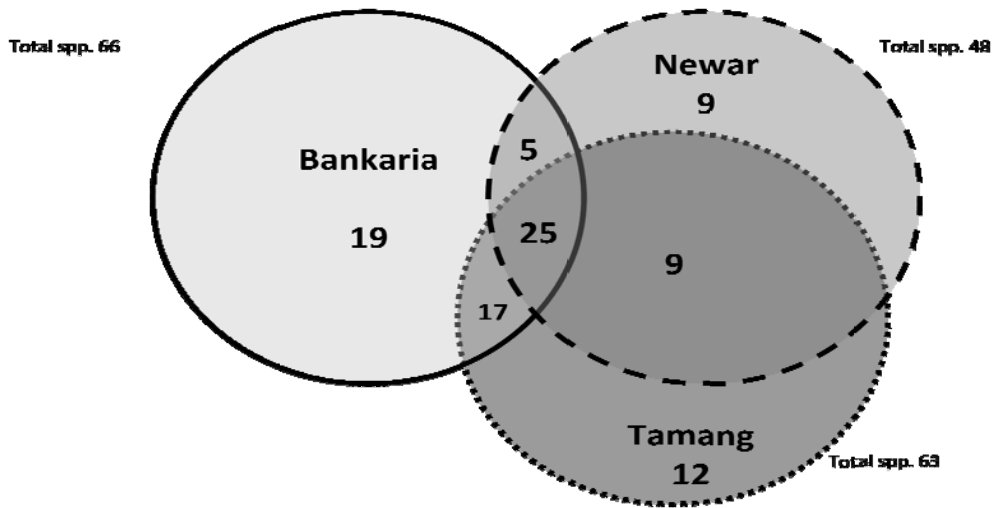 Total spp. 66
Total spp. 48
Newar
9
5
Bankaria
19
25
9
17
Tamang
12
Total spp. 63